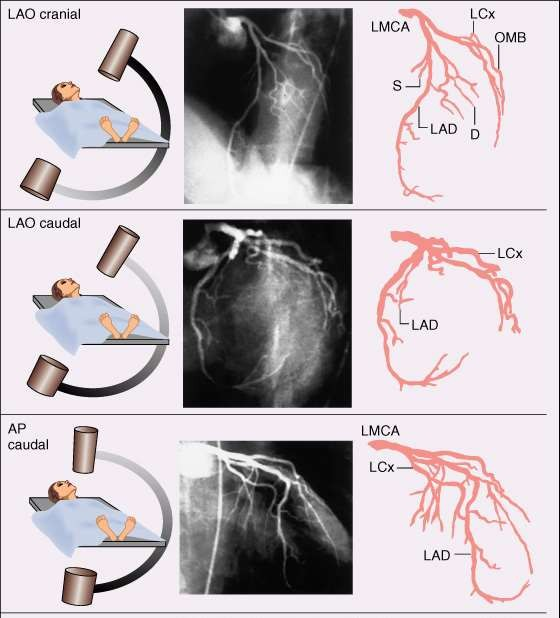 LAO cranial
LMCA
LCx
OMB
S
LAD
D
LAO caudal
LCx
LAD
AP
caudal
LMCA
LCx
LAD